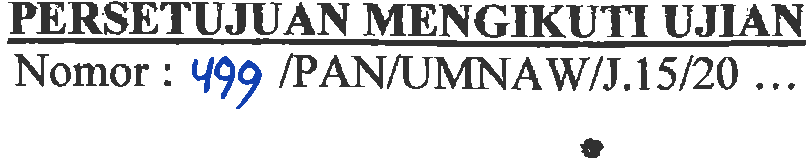 PERSETUJUAN MENGIKUTI UJIAN
Nomor : 499 /PAN/UMNAW/J.15/20 ...